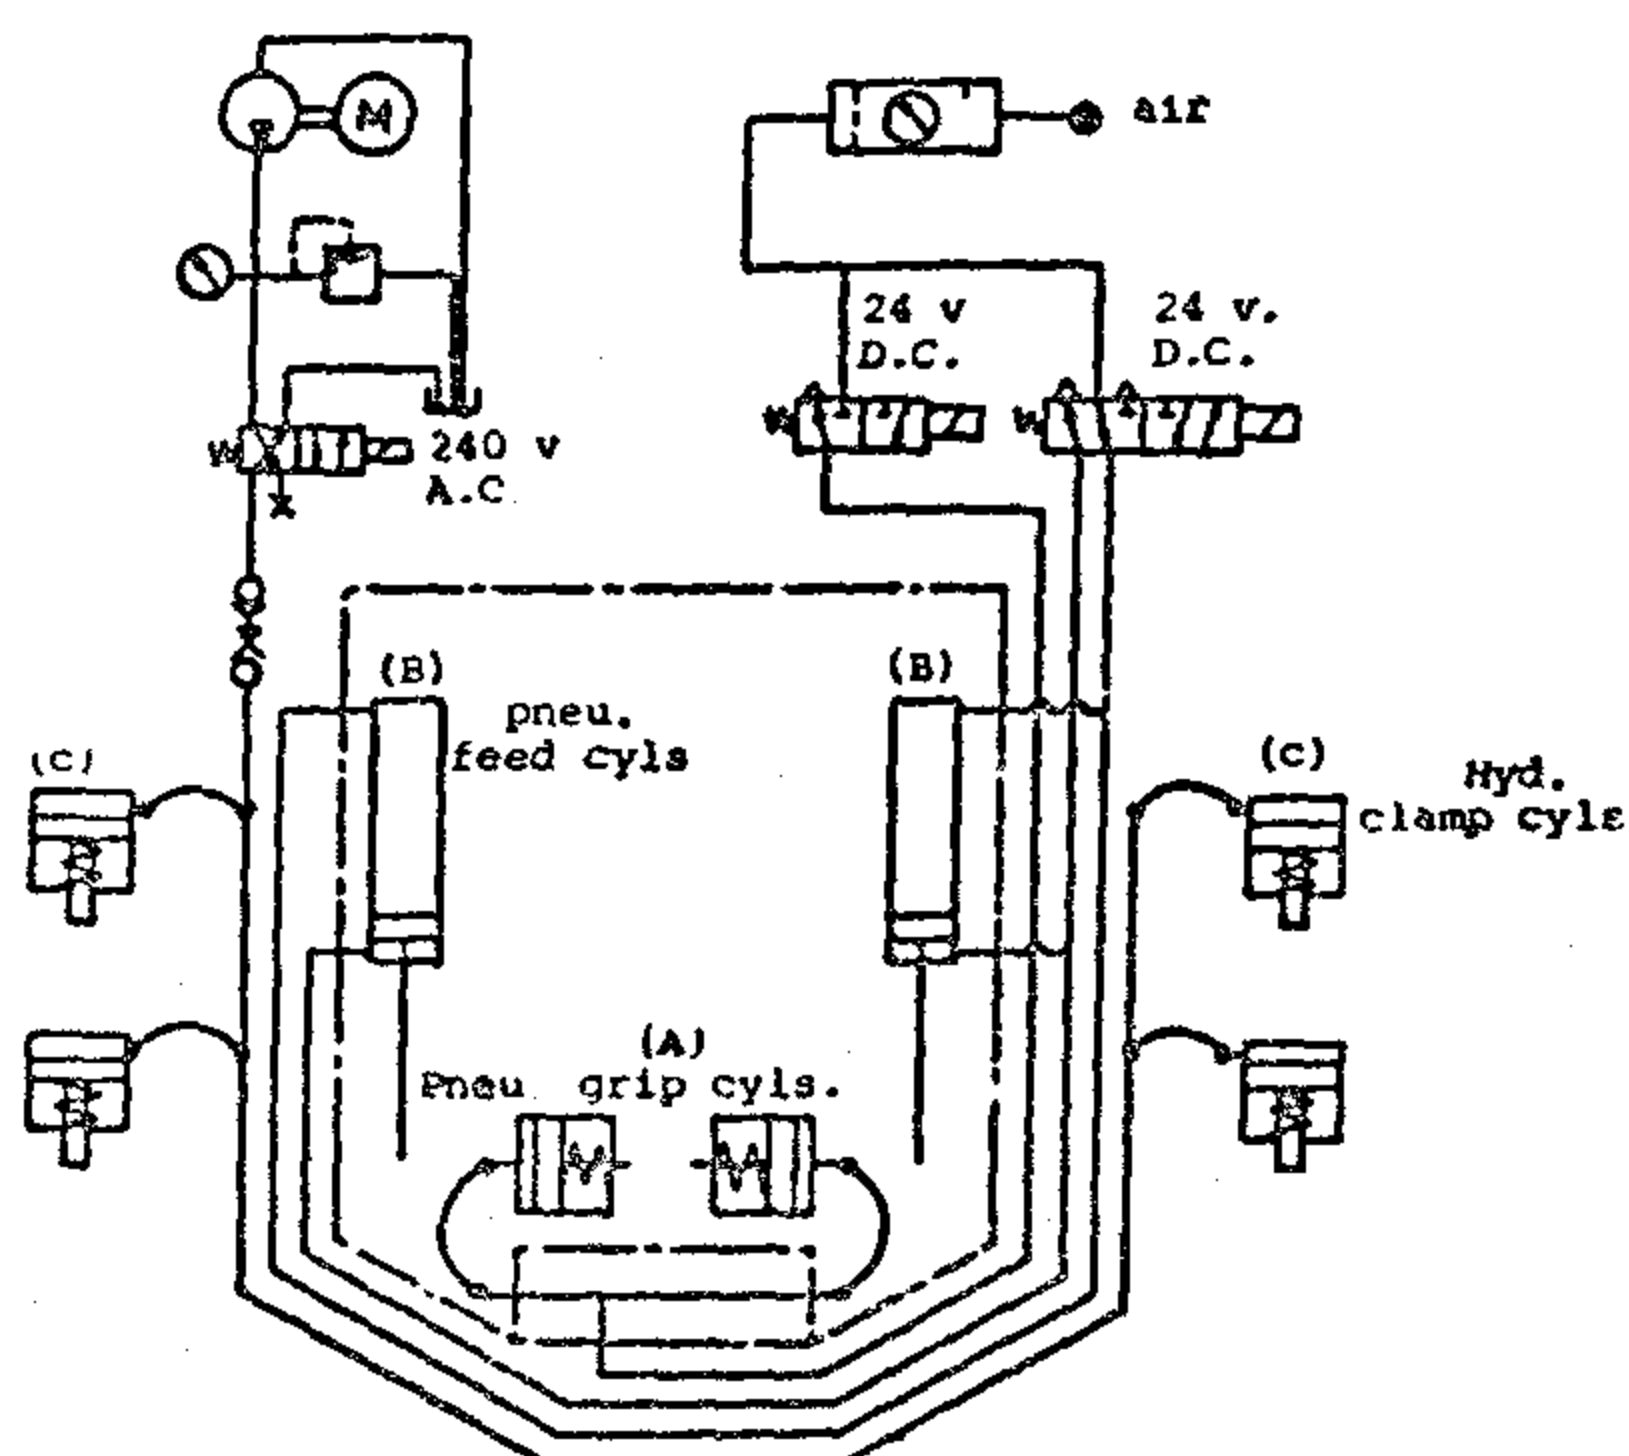 M
air
24 v
D.C.
24 v.
D.C.
240 v
A.C
(B)
pneu.
feed cyls
(B)
(C)
(C)
Hyd.
clamp cyls
(A)
Pneu grip cyls.